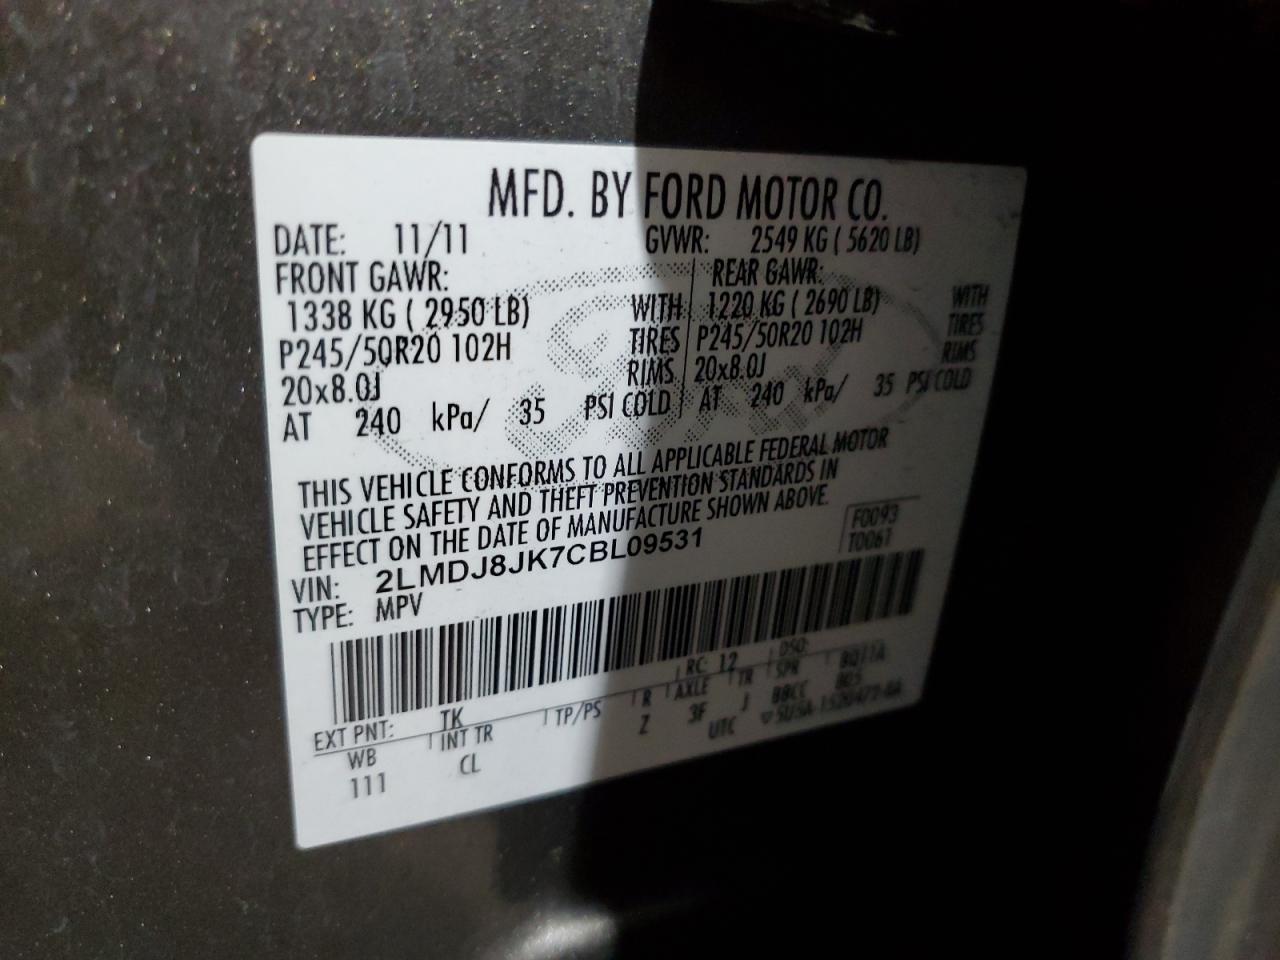 MFD. BY FORD MOTOR CO.
DATE: 11/11 GVWR: 2549 KG ( 5620 LB)
FRONT GAWR: REAR GAWR:
1338 KG ( 2950 LB) WITH 1220 KG ( 2690 LB) WITH
P245/50R20 102H TIRES P245/50R20 102H TIRES
20x8.0J RIMS 20x8.0J RIMS
AT 240 kPa/ 35 PSI COLD AT 240 kPa/ 35 PSI COLD
THIS VEHICLE CONFORMS TO ALL APPLICABLE FEDERAL MOTOR
VEHICLE SAFETY AND THEFT PREVENTION STANDARDS IN
EFFECT ON THE DATE OF MANUFACTURE SHOWN ABOVE.
F0093
VIN: 2LMDJ8JK7CBL09531 T0061
TYPE: MPV
EXT PNT: TK RC: 12 DSO:
WB INT TR TP/PS R AXLE TR SPR
111 CL Z 3F J BBCC
UTC